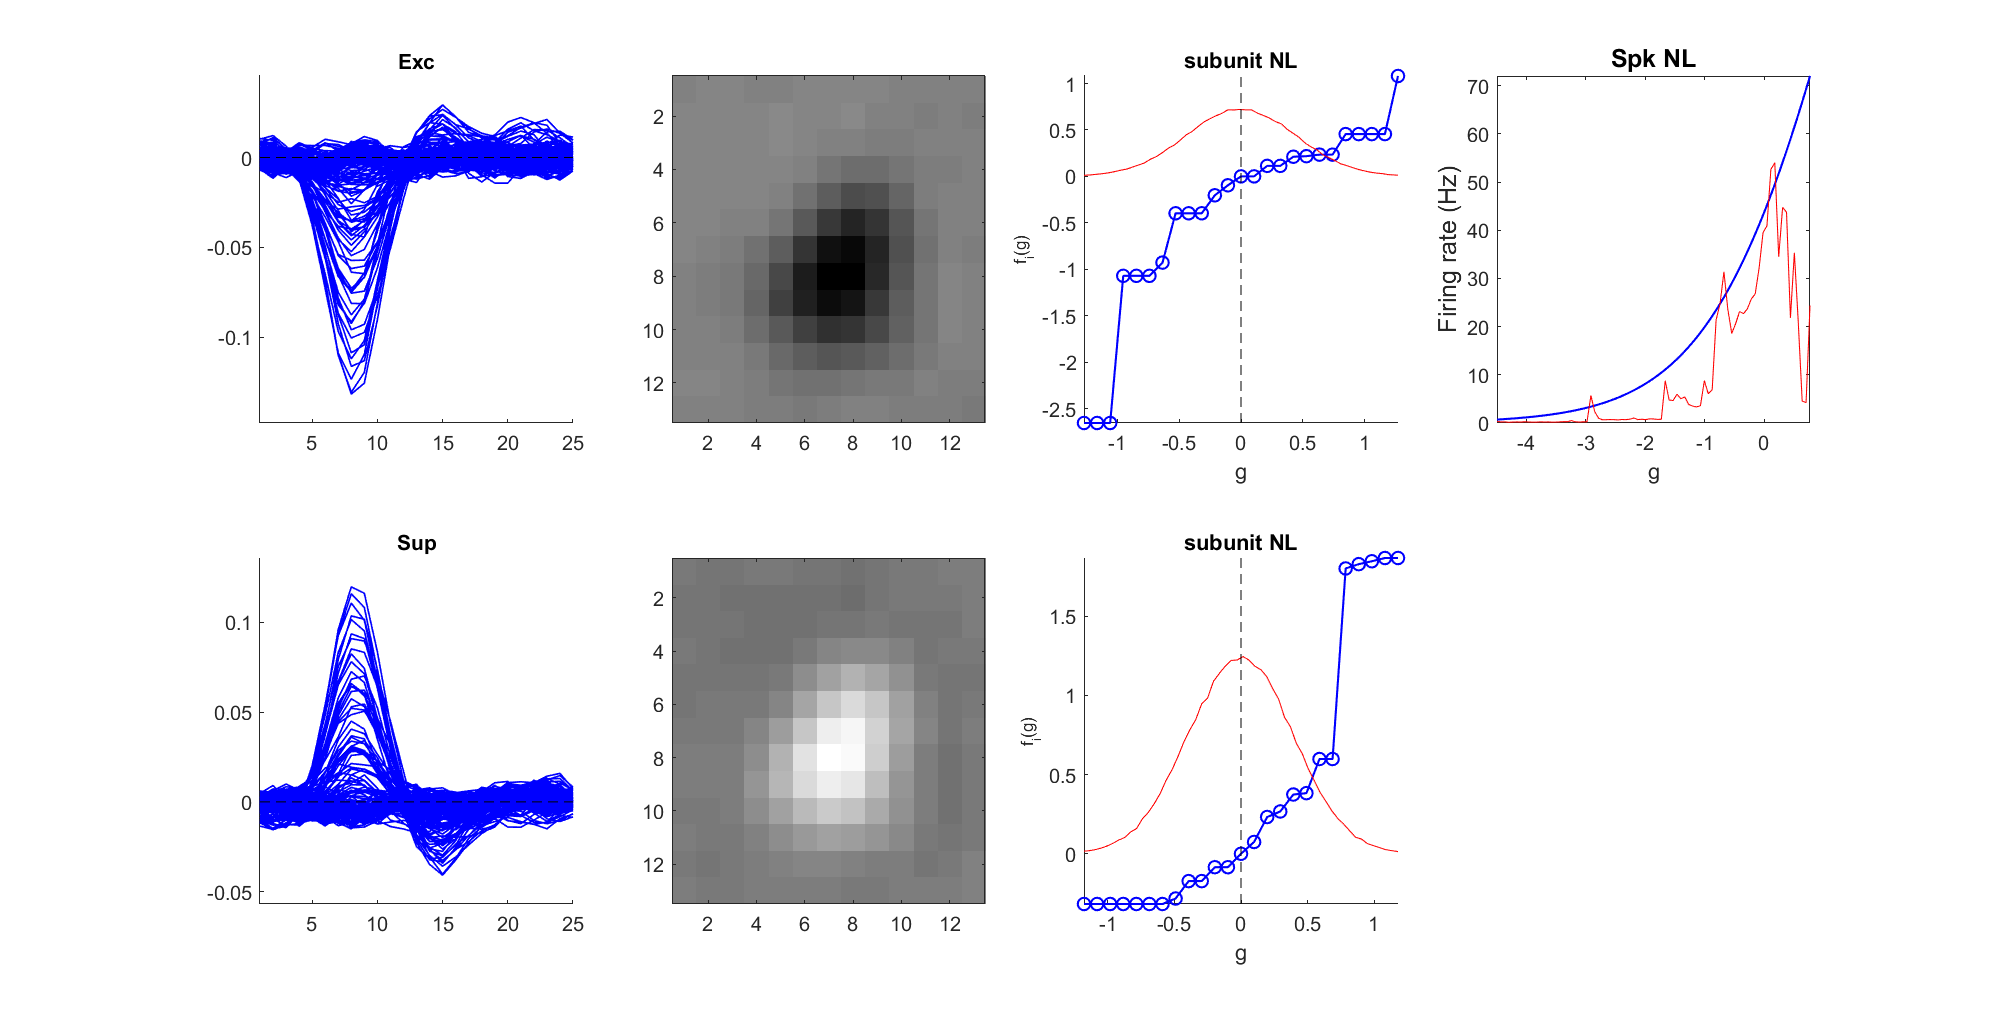 Exc
0
-0.05
-0.1
5 10 15 20 25
2
4
6
8
10
12
2 4 6 8 10 12
subunit NL
1
0.5
0
-0.5
-1
-1.5
-2
-2.5
f_i(g)
-1 -0.5 0 0.5 1
g
Spk NL
70
60
50
40
30
20
10
0
Firing rate (Hz)
-4 -3 -2 -1 0
g
Sup
0.1
0.05
0
-0.05
5 10 15 20 25
2
4
6
8
10
12
2 4 6 8 10 12
subunit NL
1.5
1
0.5
0
f_i(g)
-1 -0.5 0 0.5 1
g